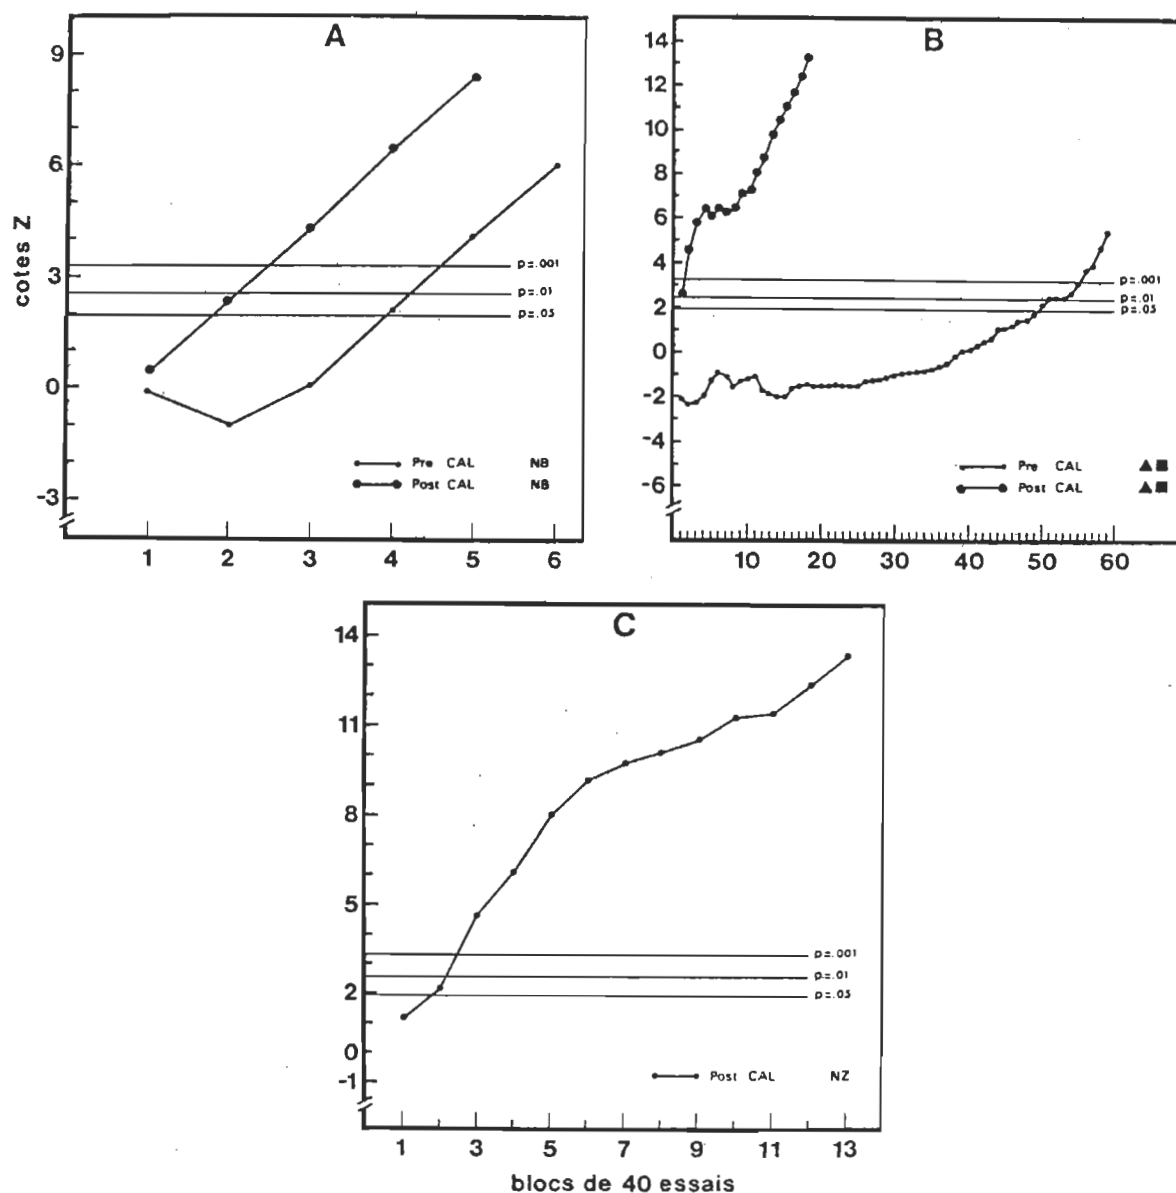 A
9
6
3
0
-3
cotes Z
p=.001
p=.01
p=.05
Pre CAL NB
Post CAL NB
1 2 3 4 5 6
B
14
12
10
8
6
4
2
0
-2
-4
-6
p=.001
p=.01
p=.05
Pre CAL ▲■
Post CAL ▲■
10 20 30 40 50 60
C
14
11
8
5
2
0
-1
p=.001
p=.01
p=.05
Post CAL NZ
1 3 5 7 9 11 13
blocs de 40 essais